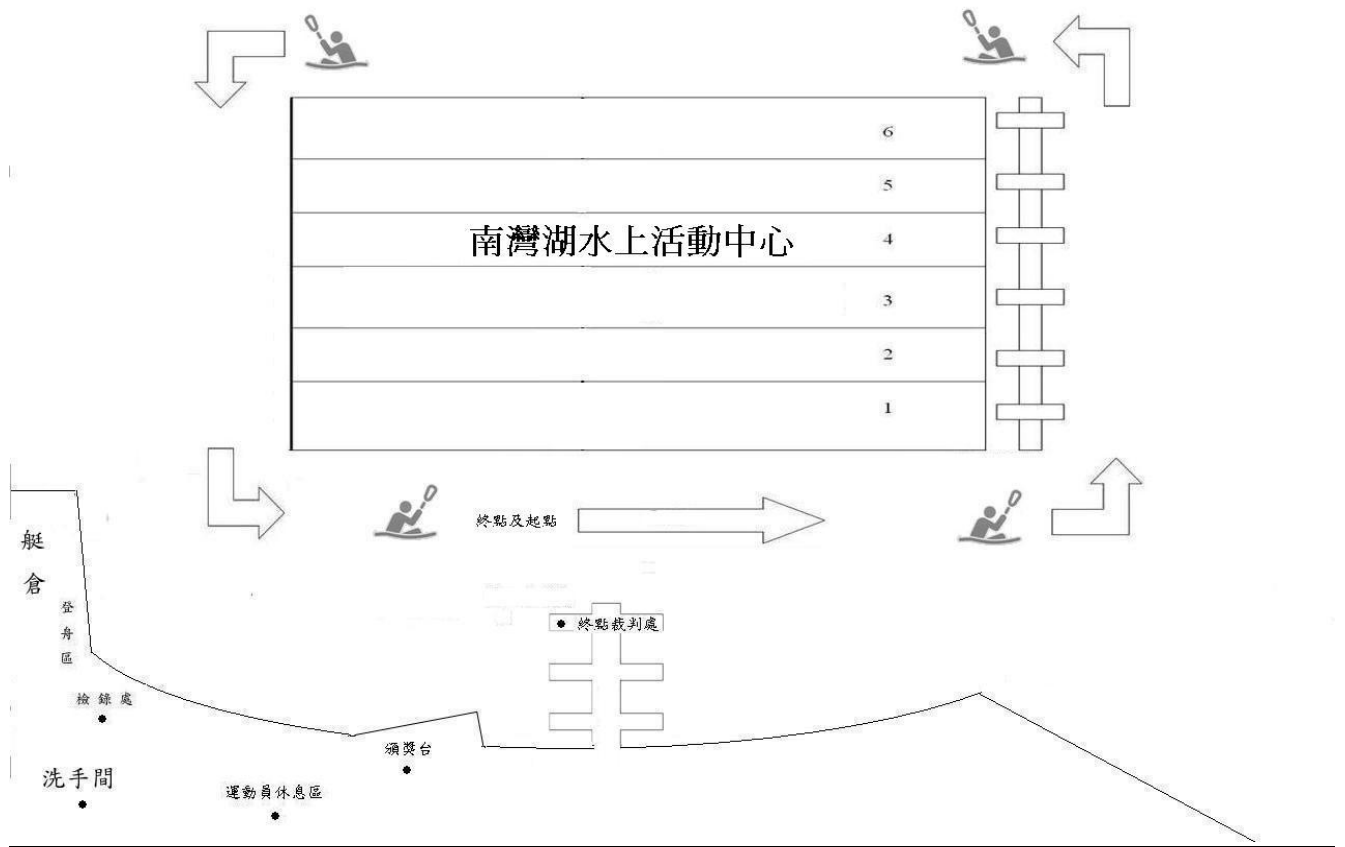 6
5
南灣湖水上活動中心
4
3
2
1
終點及起點
艇倉
登舟區
終點裁判處
檢錄處
頒獎台
洗手間
運動員休息區